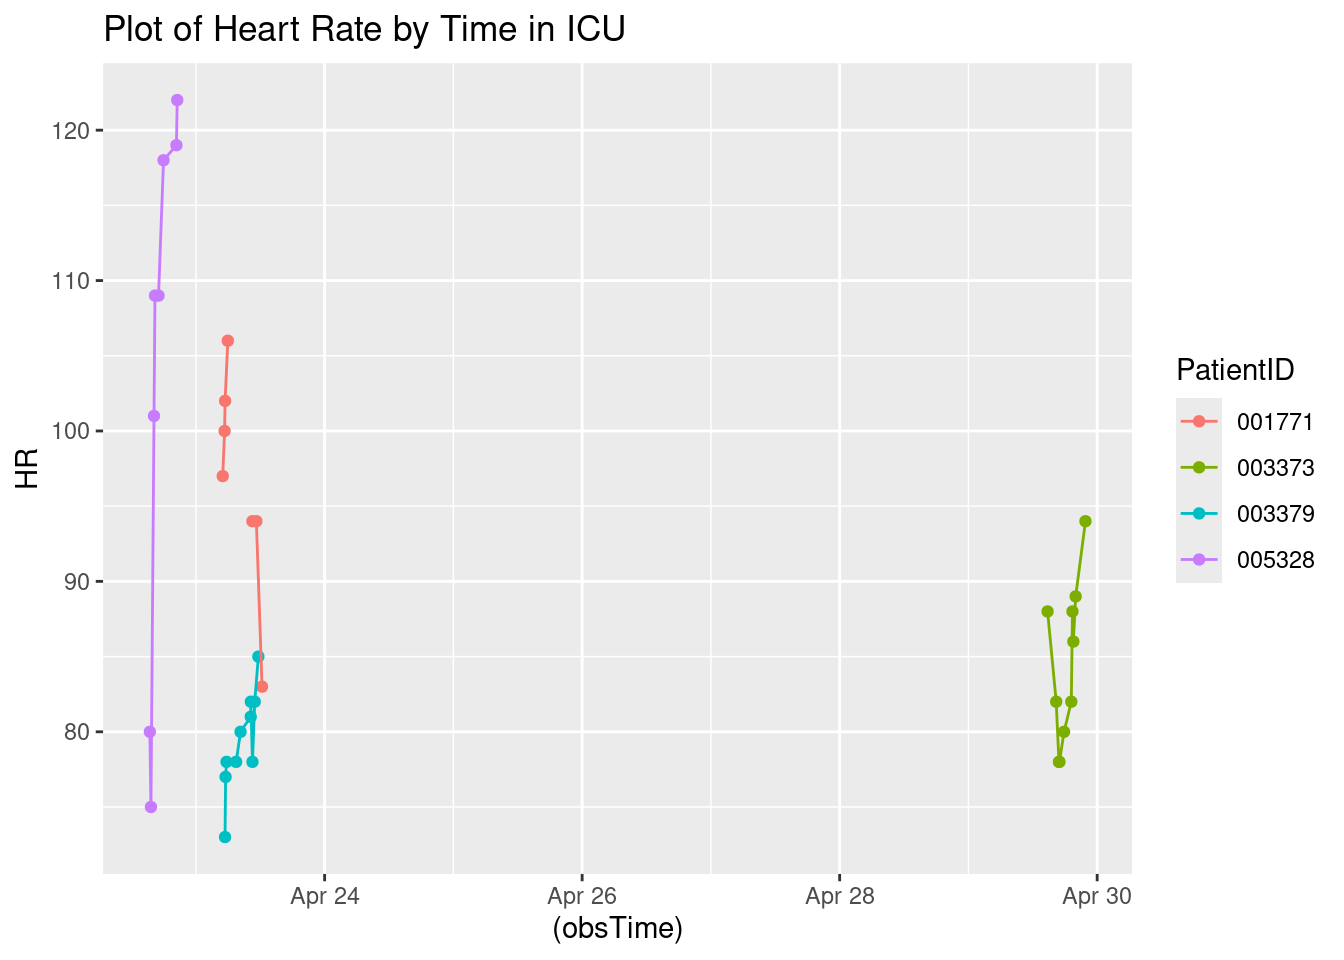 Plot of Heart Rate by Time in ICU
120
110
100
90
80
HR
Apr 24
Apr 26
Apr 28
Apr 30
(obsTime)
PatientID
001771
003373
003379
005328